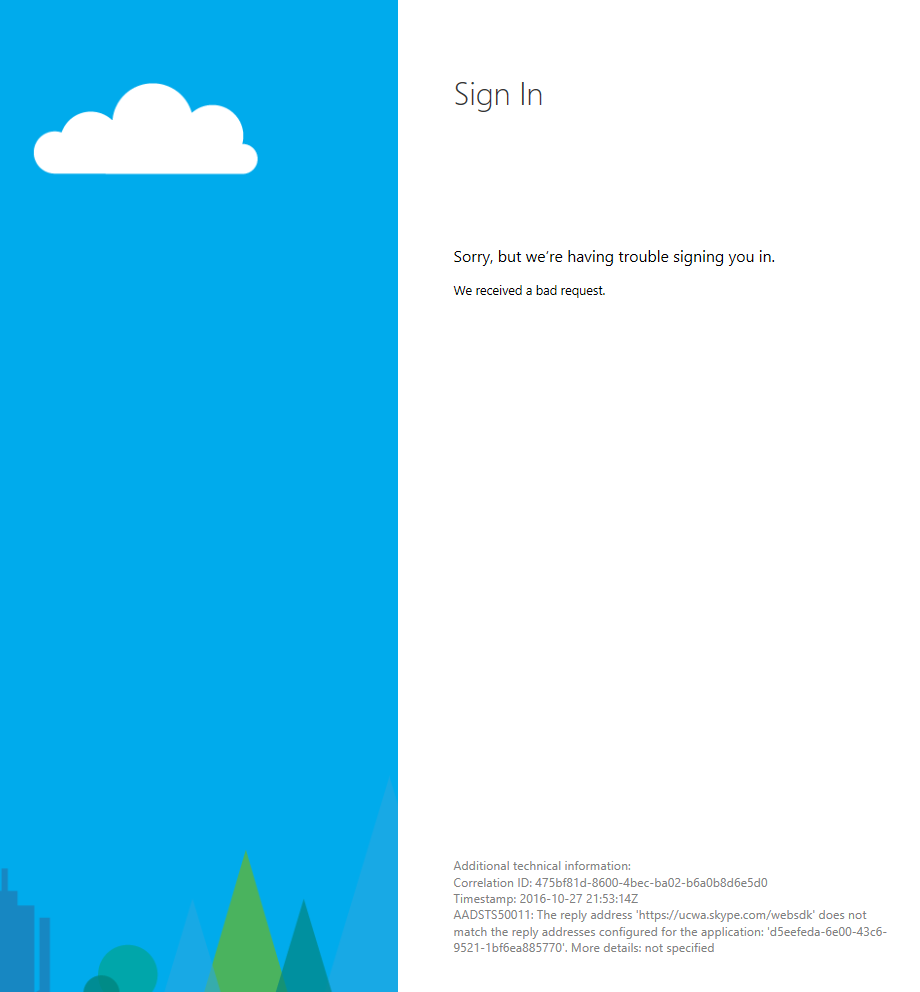 Sign In
Sorry, but we're having trouble signing you in.
We received a bad request.
Additional technical information:
Correlation ID: 475bf81d-8600-4bec-ba02-b6a0b8d6e5d0
Timestamp: 2016-10-27 21:53:14Z
AADSTS50011: The reply address 'https://ucwa.skype.com/websdk' does not
match the reply addresses configured for the application: 'd5eefeda-6e00-43c6-
9521-1bf6ea885770'. More details: not specified